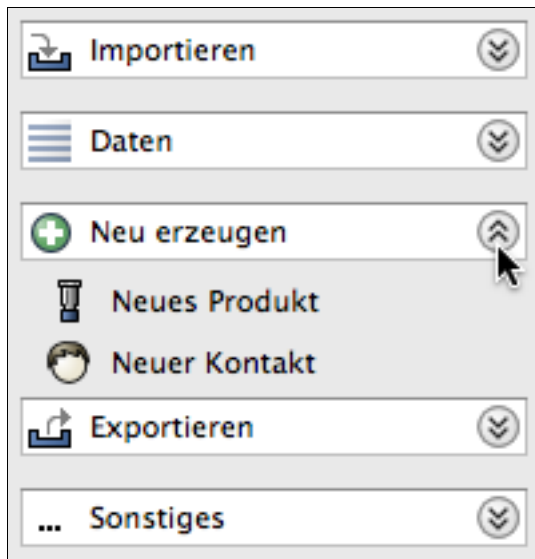 Importieren
Daten
Neu erzeugen
Neues Produkt
Neuer Kontakt
Exportieren
... Sonstiges